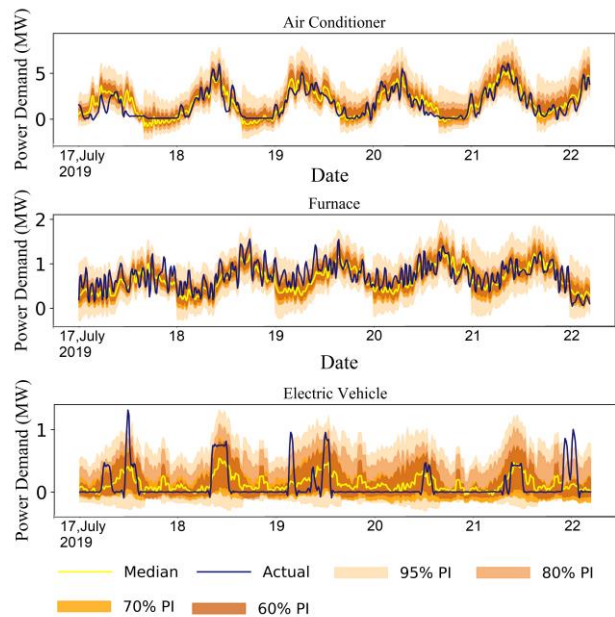 Air Conditioner
Power Demand (MW)
5
0
17,July 18 19 20 21 22
2019
Date
Furnace
Power Demand (MW)
2
1
0
17,July 18 19 20 21 22
2019
Date
Electric Vehicle
Power Demand (MW)
1
0
17,July 18 19 20 21 22
2019
Median Actual 95% PI 80% PI
70% PI 60% PI